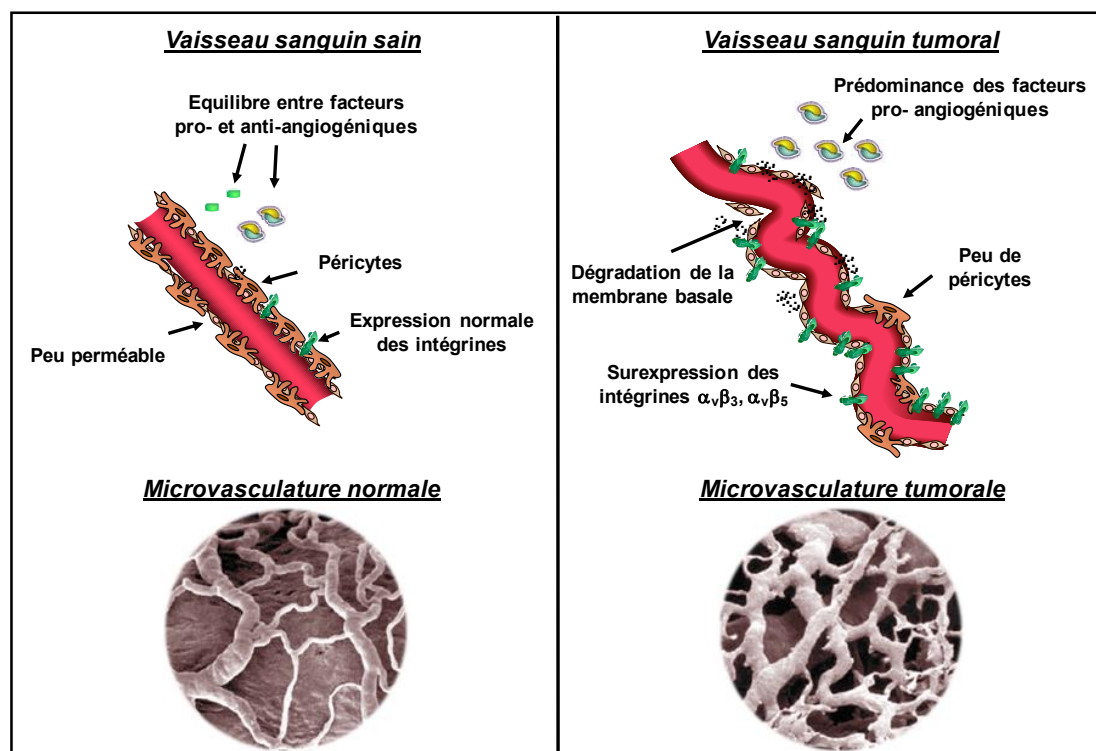 Vaisseau sanguin sain
Equilibre entre facteurs
pro- et anti-angiogéniques
Péricytes
Expression normale
des intégrines
Peu perméable
Microvasculature normale
Vaisseau sanguin tumoral
Prédominance des facteurs
pro- angiogéniques
Dégradation de la
membrane basale
Peu de
péricytes
Surexpression des
intégrines αvβ3, αvβ5
Microvasculature tumorale